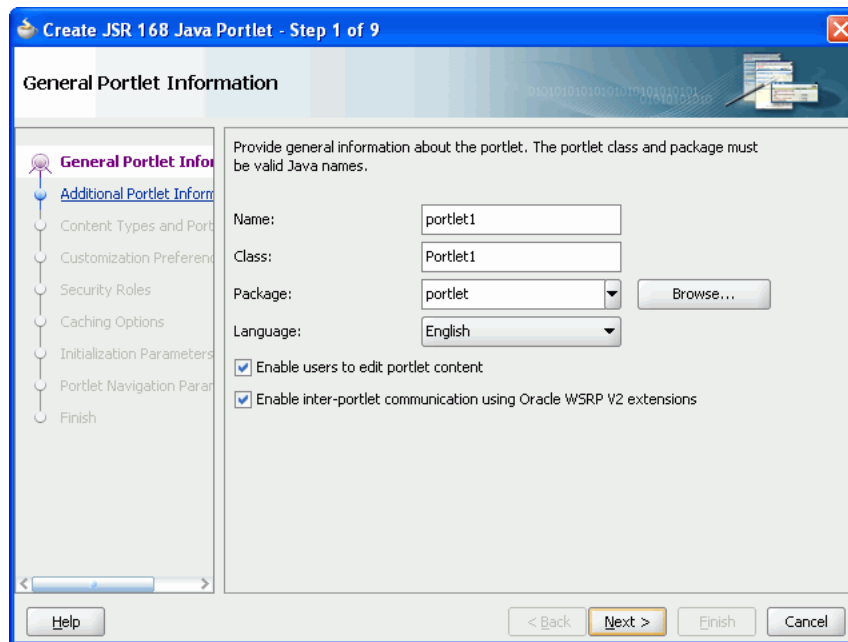 Create JSR 168 Java Portlet - Step 1 of 9
General Portlet Information
010101010101010101010101
01010101010
General Portlet Infor
Additional Portlet Inform
Content Types and Port
Customization Preferenc
Security Roles
Caching Options
Initialization Parameters
Portlet Navigation Parar
Finish
Provide general information about the portlet. The portlet class and package must
be valid Java names.
Name: portlet1
Class: Portlet1
Package: portlet Browse...
Language: English
Enable users to edit portlet content
Enable inter-portlet communication using Oracle WSRP V2 extensions
Help < Back Next > Finish Cancel